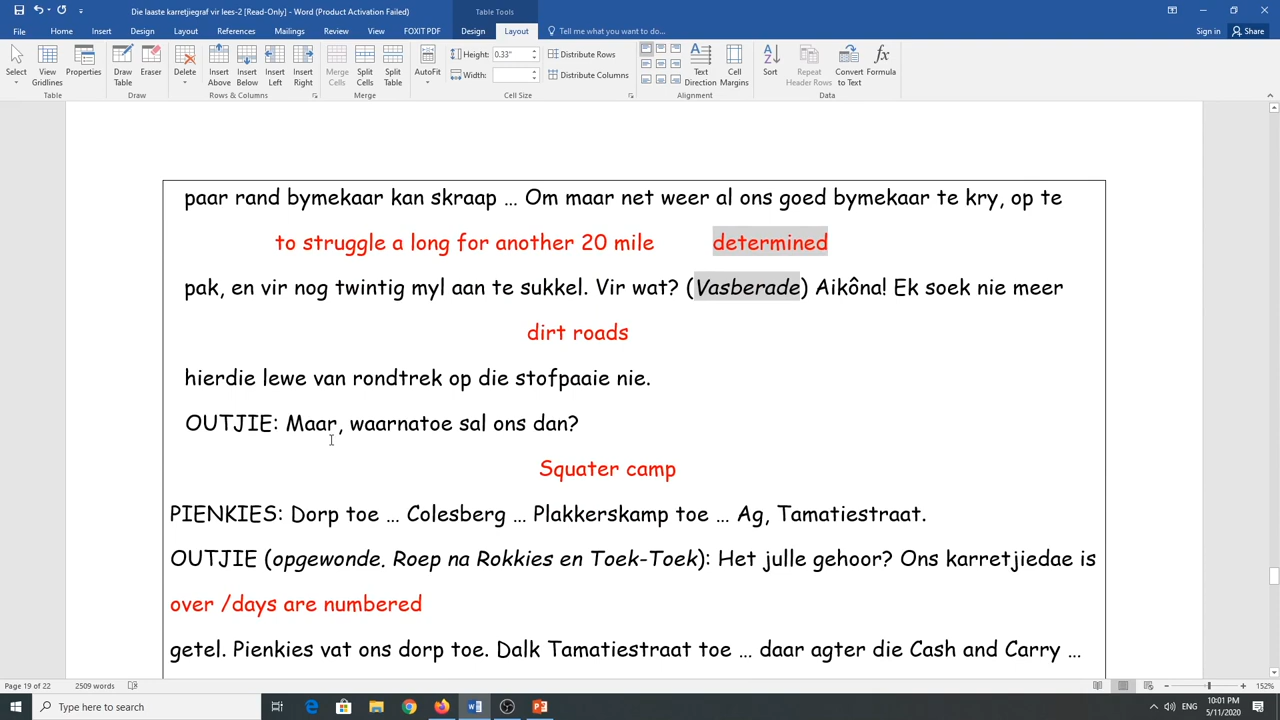 Die laaste karretjiegraf vir lees-2 [Read-Only] - Word (Product Activation Failed)
Table Tools
Sign in Share
File Home Insert Design Layout References Mailings Review View FOXIT PDF Design Layout Tell me what you want to do...
Select View Gridlines Properties Draw Table Eraser Delete Insert Above Insert Below Insert Left Insert Right Merge Cells Split Cells Split Table AutoFit Height: 0.33" Width: Distribute Rows Distribute Columns Text Direction Cell Margins Sort Repeat Header Rows Convert to Text Formula
Table Draw Rows & Columns Merge Cell Size Alignment Data
paar rand bymekaar kan skraap … Om maar net weer al ons goed bymekaar te kry, op te
to struggle a long for another 20 mile determined
pak, en vir nog twintig myl aan te sukkel. Vir wat? (Vasberade) Aikôna! Ek soek nie meer
dirt roads
hierdie lewe van rondtrek op die stofpaaie nie.
OUTJIE: Maar, waarnatoe sal ons dan?
Squater camp
PIENKIES: Dorp toe … Colesberg … Plakkerskamp toe … Ag, Tamatiestraat.
OUTJIE (opgewonde. Roep na Rokkies en Toek-Toek): Het julle gehoor? Ons karretjiedae is
over /days are numbered
getel. Pienkies vat ons dorp toe. Dalk Tamatiestraat toe … daar agter die Cash and Carry …
Page 19 of 22 2509 words 152%
Type here to search
ENG
10:01 PM
5/11/2020